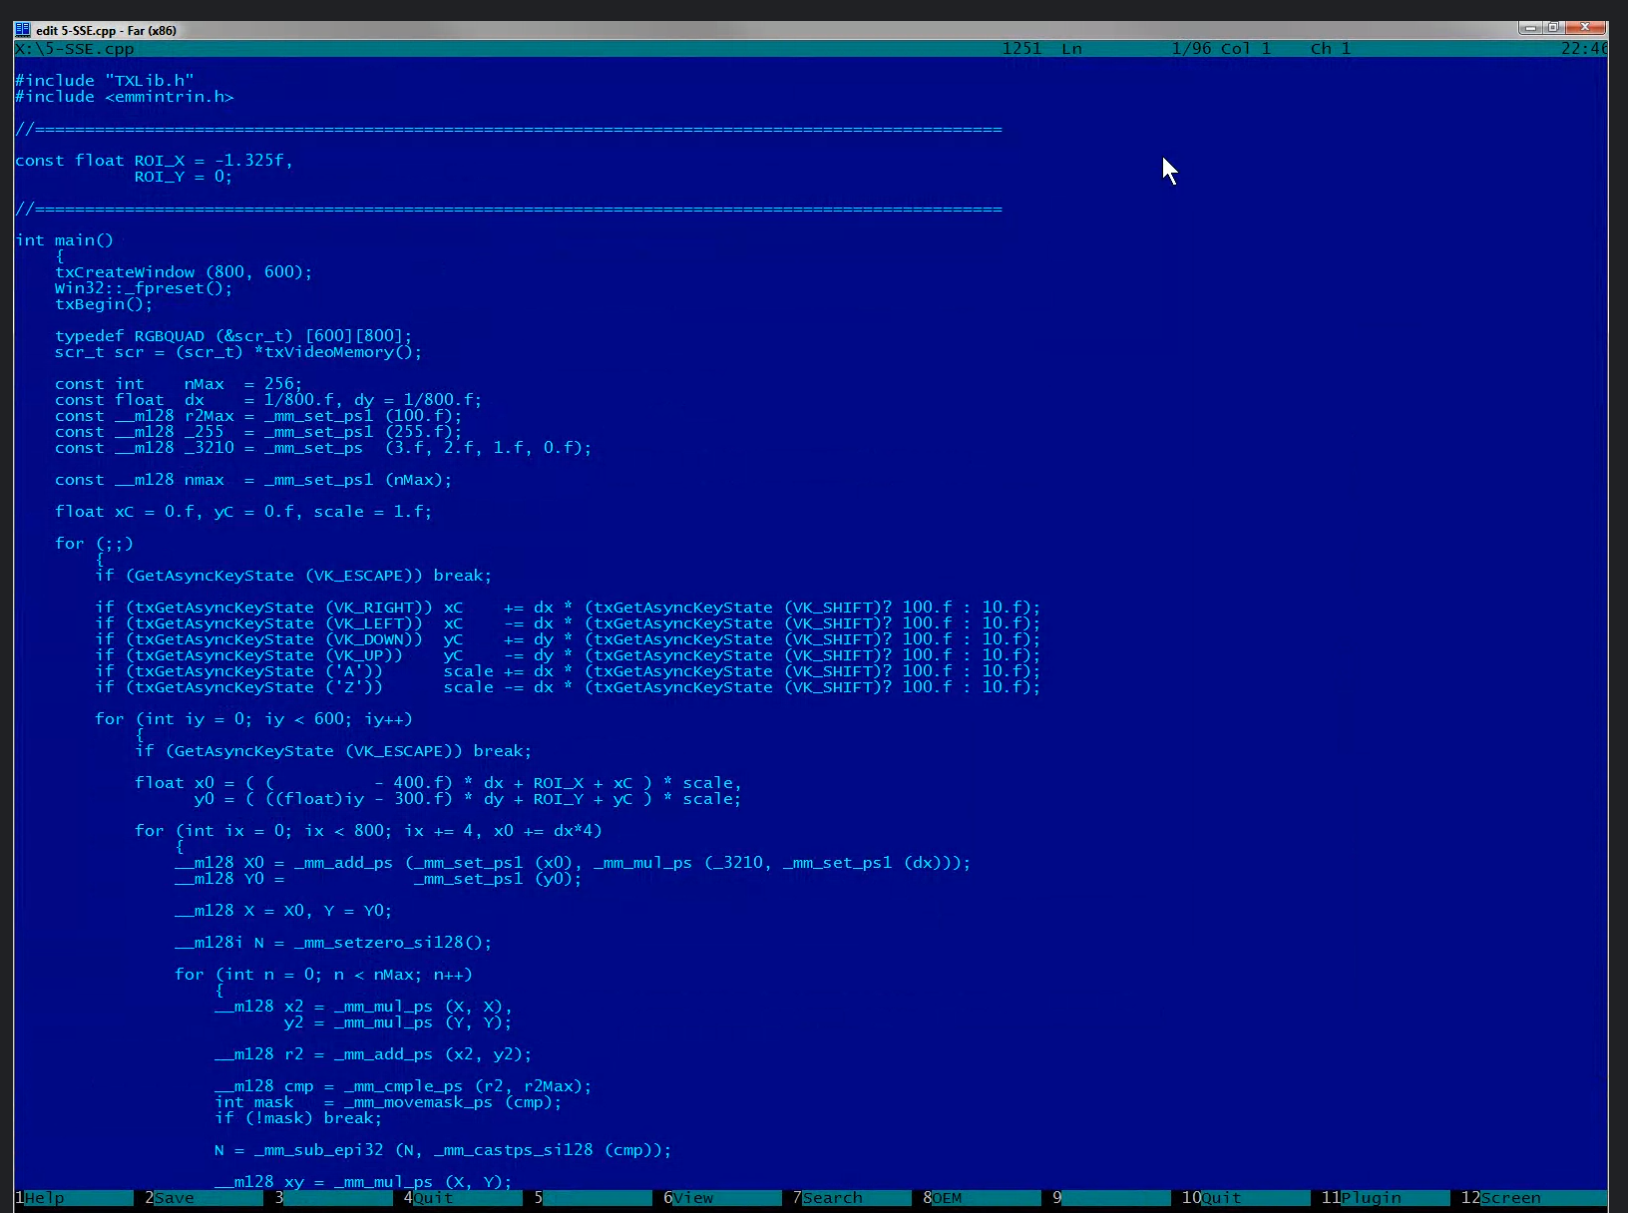 edit 5-SSE.cpp - Far (x86)
X:\5-SSE.cpp 1251 Ln 1/96 Col 1 Ch 1 22:46
#include "TXLib.h"
#include <emmintrin.h>
//=================================================================================================
const float ROI_X = -1.325f,
            ROI_Y = 0;
//=================================================================================================
int main()
    {
    txCreateWindow (800, 600);
    Win32::_fpreset();
    txBegin();
    typedef RGBQUAD (&scr_t) [600][800];
    scr_t scr = (scr_t) *txVideoMemory();
    const int    nMax  = 256;
    const float  dx    = 1/800.f, dy = 1/800.f;
    const __m128 r2Max = _mm_set_ps1 (100.f);
    const __m128 _255  = _mm_set_ps1 (255.f);
    const __m128 _3210 = _mm_set_ps  (3.f, 2.f, 1.f, 0.f);
    const __m128 nmax  = _mm_set_ps1 (nMax);
    float xC = 0.f, yC = 0.f, scale = 1.f;
    for (;;)
        {
        if (GetAsyncKeyState (VK_ESCAPE)) break;
        if (txGetAsyncKeyState (VK_RIGHT)) xC    += dx * (txGetAsyncKeyState (VK_SHIFT)? 100.f : 10.f);
        if (txGetAsyncKeyState (VK_LEFT))  xC    -= dx * (txGetAsyncKeyState (VK_SHIFT)? 100.f : 10.f);
        if (txGetAsyncKeyState (VK_DOWN))  yC    += dy * (txGetAsyncKeyState (VK_SHIFT)? 100.f : 10.f);
        if (txGetAsyncKeyState (VK_UP))    yC    -= dy * (txGetAsyncKeyState (VK_SHIFT)? 100.f : 10.f);
        if (txGetAsyncKeyState ('A'))      scale += dx * (txGetAsyncKeyState (VK_SHIFT)? 100.f : 10.f);
        if (txGetAsyncKeyState ('Z'))      scale -= dx * (txGetAsyncKeyState (VK_SHIFT)? 100.f : 10.f);
        for (int iy = 0; iy < 600; iy++)
            {
            if (GetAsyncKeyState (VK_ESCAPE)) break;
            float x0 = ( (          - 400.f) * dx + ROI_X + xC ) * scale,
                  y0 = ( ((float)iy - 300.f) * dy + ROI_Y + yC ) * scale;
            for (int ix = 0; ix < 800; ix += 4, x0 += dx*4)
                {
                __m128 X0 = _mm_add_ps (_mm_set_ps1 (x0), _mm_mul_ps (_3210, _mm_set_ps1 (dx)));
                __m128 Y0 =             _mm_set_ps1 (y0);
                __m128 X = X0, Y = Y0;
                __m128i N = _mm_setzero_si128();
                for (int n = 0; n < nMax; n++)
                    {
                    __m128 x2 = _mm_mul_ps (X, X),
                           y2 = _mm_mul_ps (Y, Y);
                    __m128 r2 = _mm_add_ps (x2, y2);
                    __m128 cmp = _mm_cmple_ps (r2, r2Max);
                    int mask   = _mm_movemask_ps (cmp);
                    if (!mask) break;
                    N = _mm_sub_epi32 (N, _mm_castps_si128 (cmp));
                    __m128 xy = _mm_mul_ps (X, Y);
1Help 2Save 3 4Quit 5 6View 7Search 8OEM 9 10Quit 11Plugin 12Screen